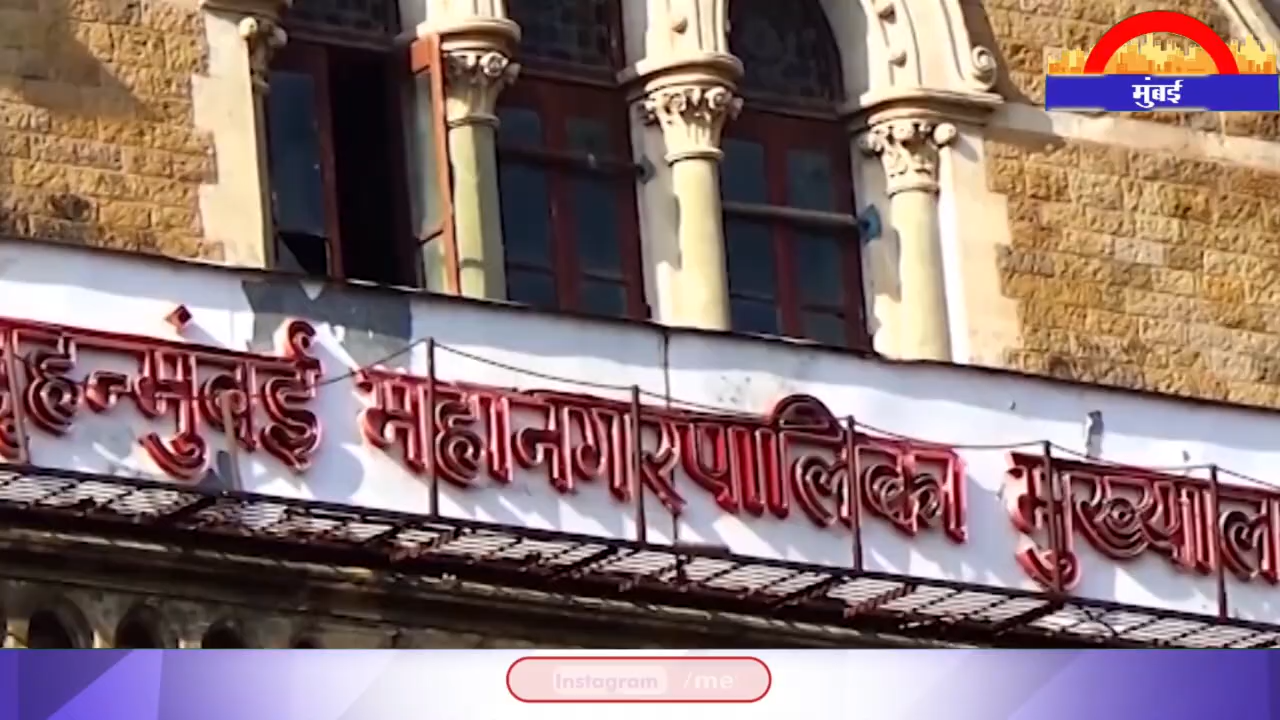 मुंबई
बृहन्मुंबई महानगरपालिका मुख्याल
Instagram /me